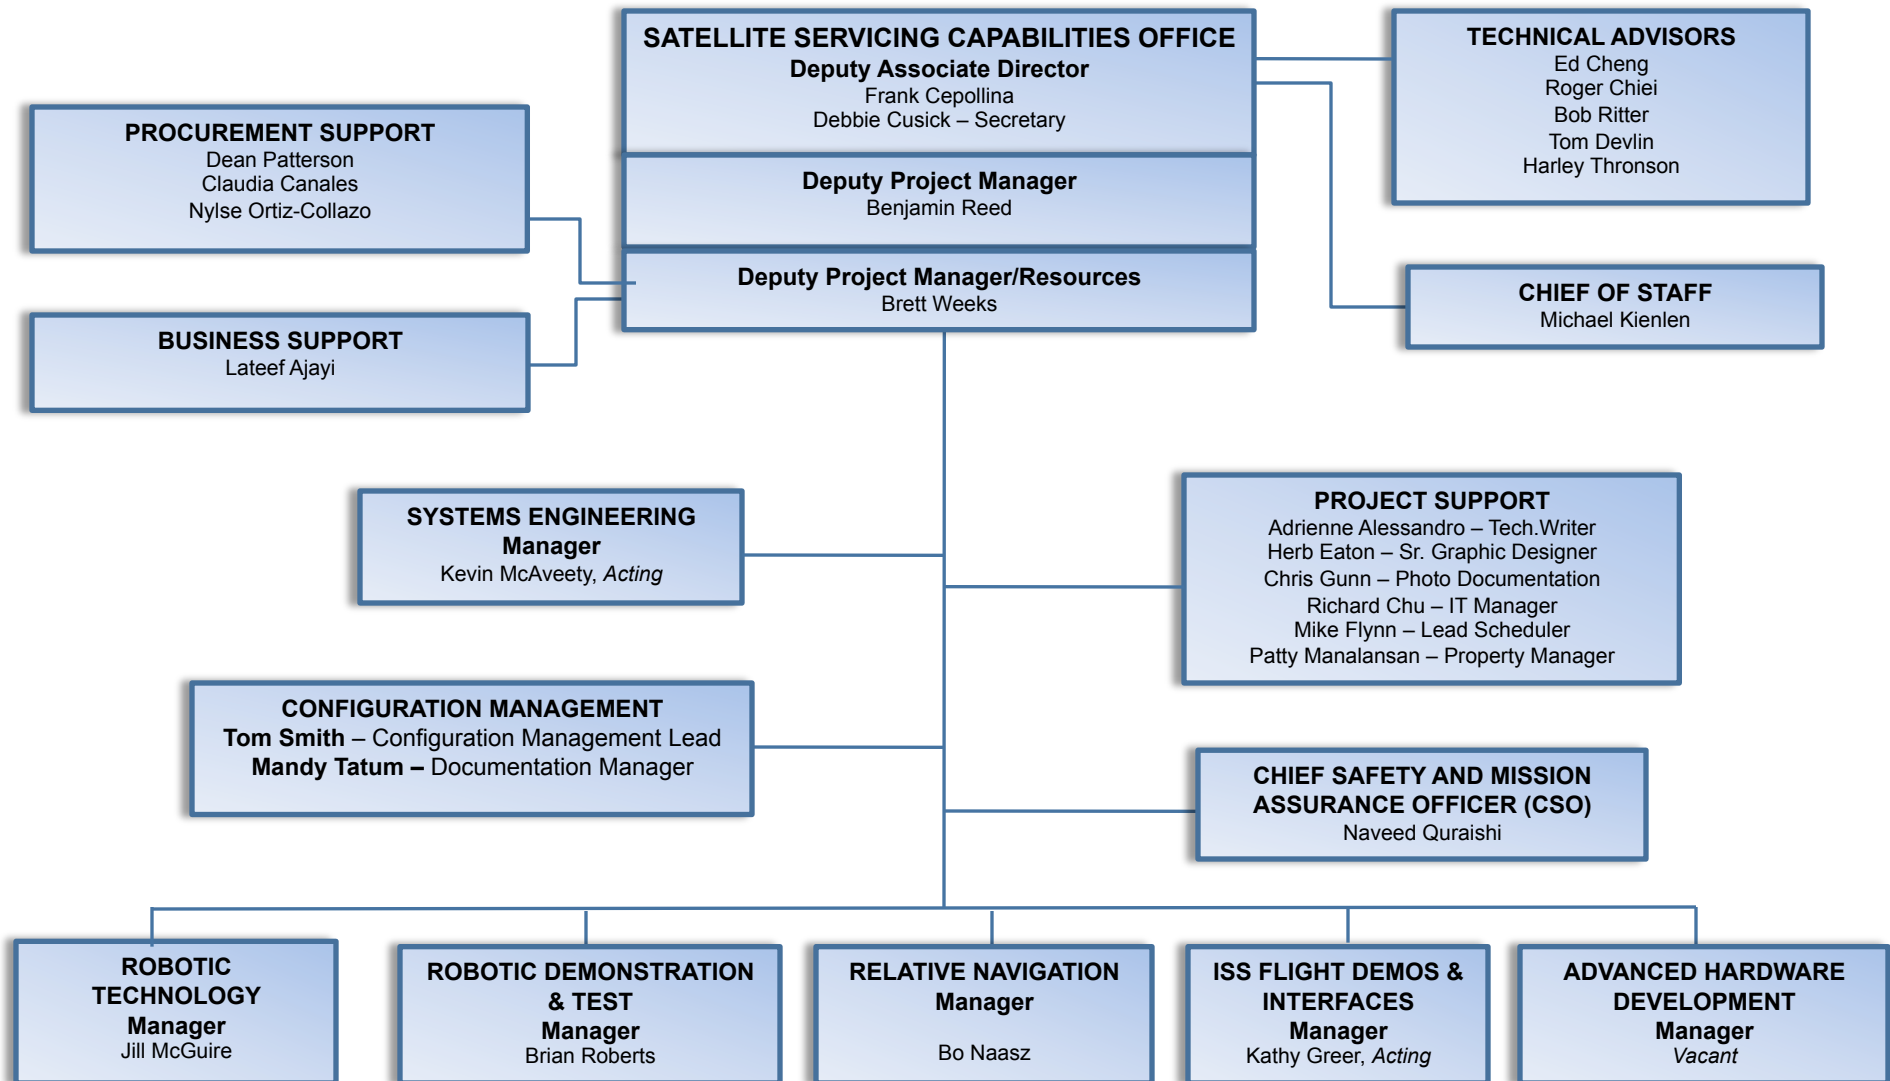 SATELLITE SERVICING CAPABILITIES OFFICE
Deputy Associate Director
Frank Cepollina
Debbie Cusick – Secretary
Deputy Project Manager
Benjamin Reed
Deputy Project Manager/Resources
Brett Weeks
TECHNICAL ADVISORS
Ed Cheng
Roger Chiei
Bob Ritter
Tom Devlin
Harley Thronson
PROCUREMENT SUPPORT
Dean Patterson
Claudia Canales
Nylse Ortiz-Collazo
CHIEF OF STAFF
Michael Kienlen
BUSINESS SUPPORT
Lateef Ajayi
SYSTEMS ENGINEERING
Manager
Kevin McAveety, Acting
PROJECT SUPPORT
Adrienne Alessandro – Tech.Writer
Herb Eaton – Sr. Graphic Designer
Chris Gunn – Photo Documentation
Richard Chu – IT Manager
Mike Flynn – Lead Scheduler
Patty Manalansan – Property Manager
CONFIGURATION MANAGEMENT
Tom Smith – Configuration Management Lead
Mandy Tatum – Documentation Manager
CHIEF SAFETY AND MISSION
ASSURANCE OFFICER (CSO)
Naveed Quraishi
ROBOTIC
TECHNOLOGY
Manager
Jill McGuire
ROBOTIC DEMONSTRATION
& TEST
Manager
Brian Roberts
RELATIVE NAVIGATION
Manager
Bo Naasz
ISS FLIGHT DEMOS &
INTERFACES
Manager
Kathy Greer, Acting
ADVANCED HARDWARE
DEVELOPMENT
Manager
Vacant